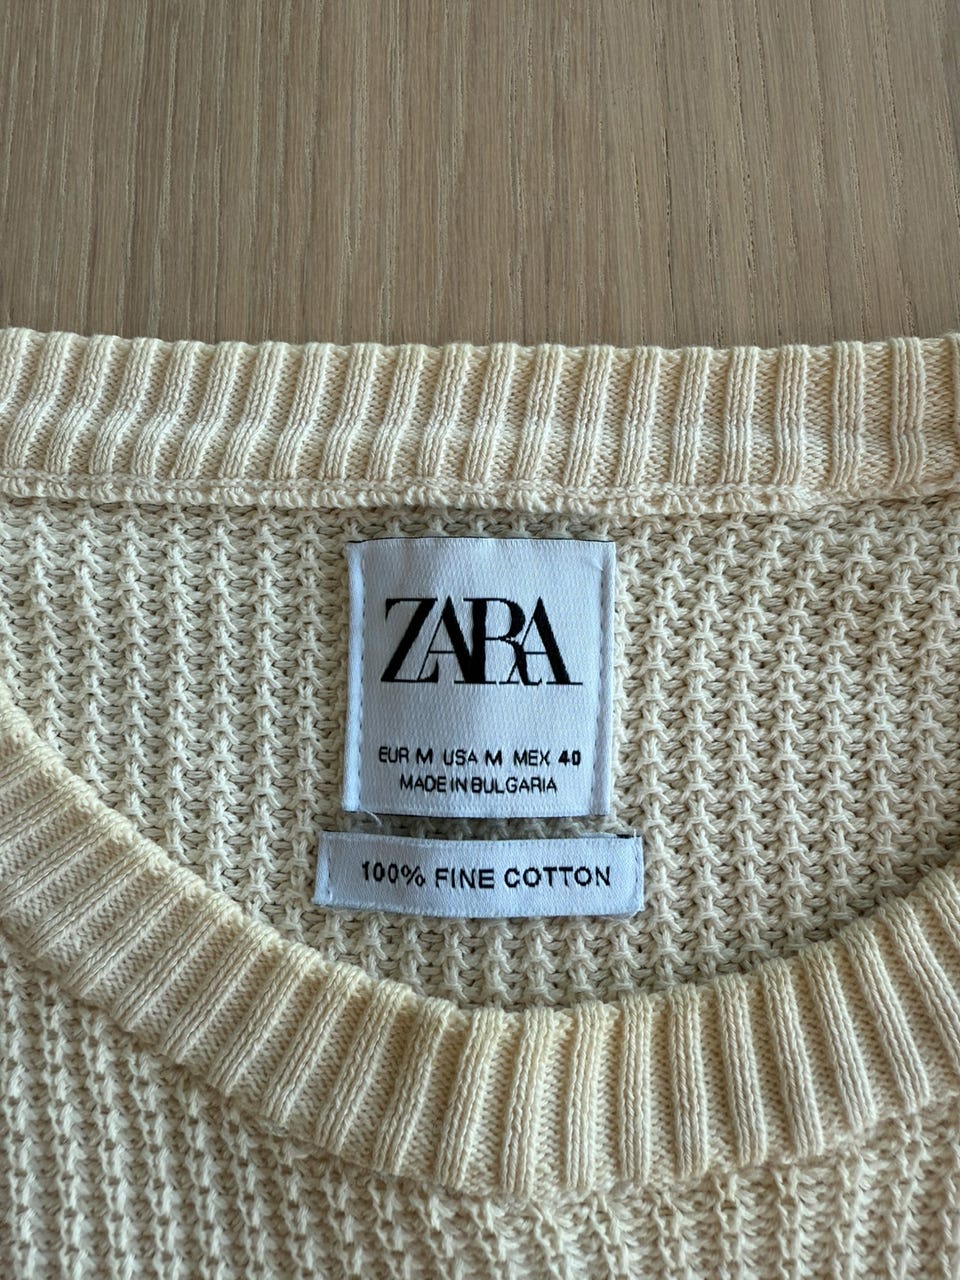 ZARA
EUR M USA M MEX 40
MADE IN BULGARIA
100% FINE COTTON